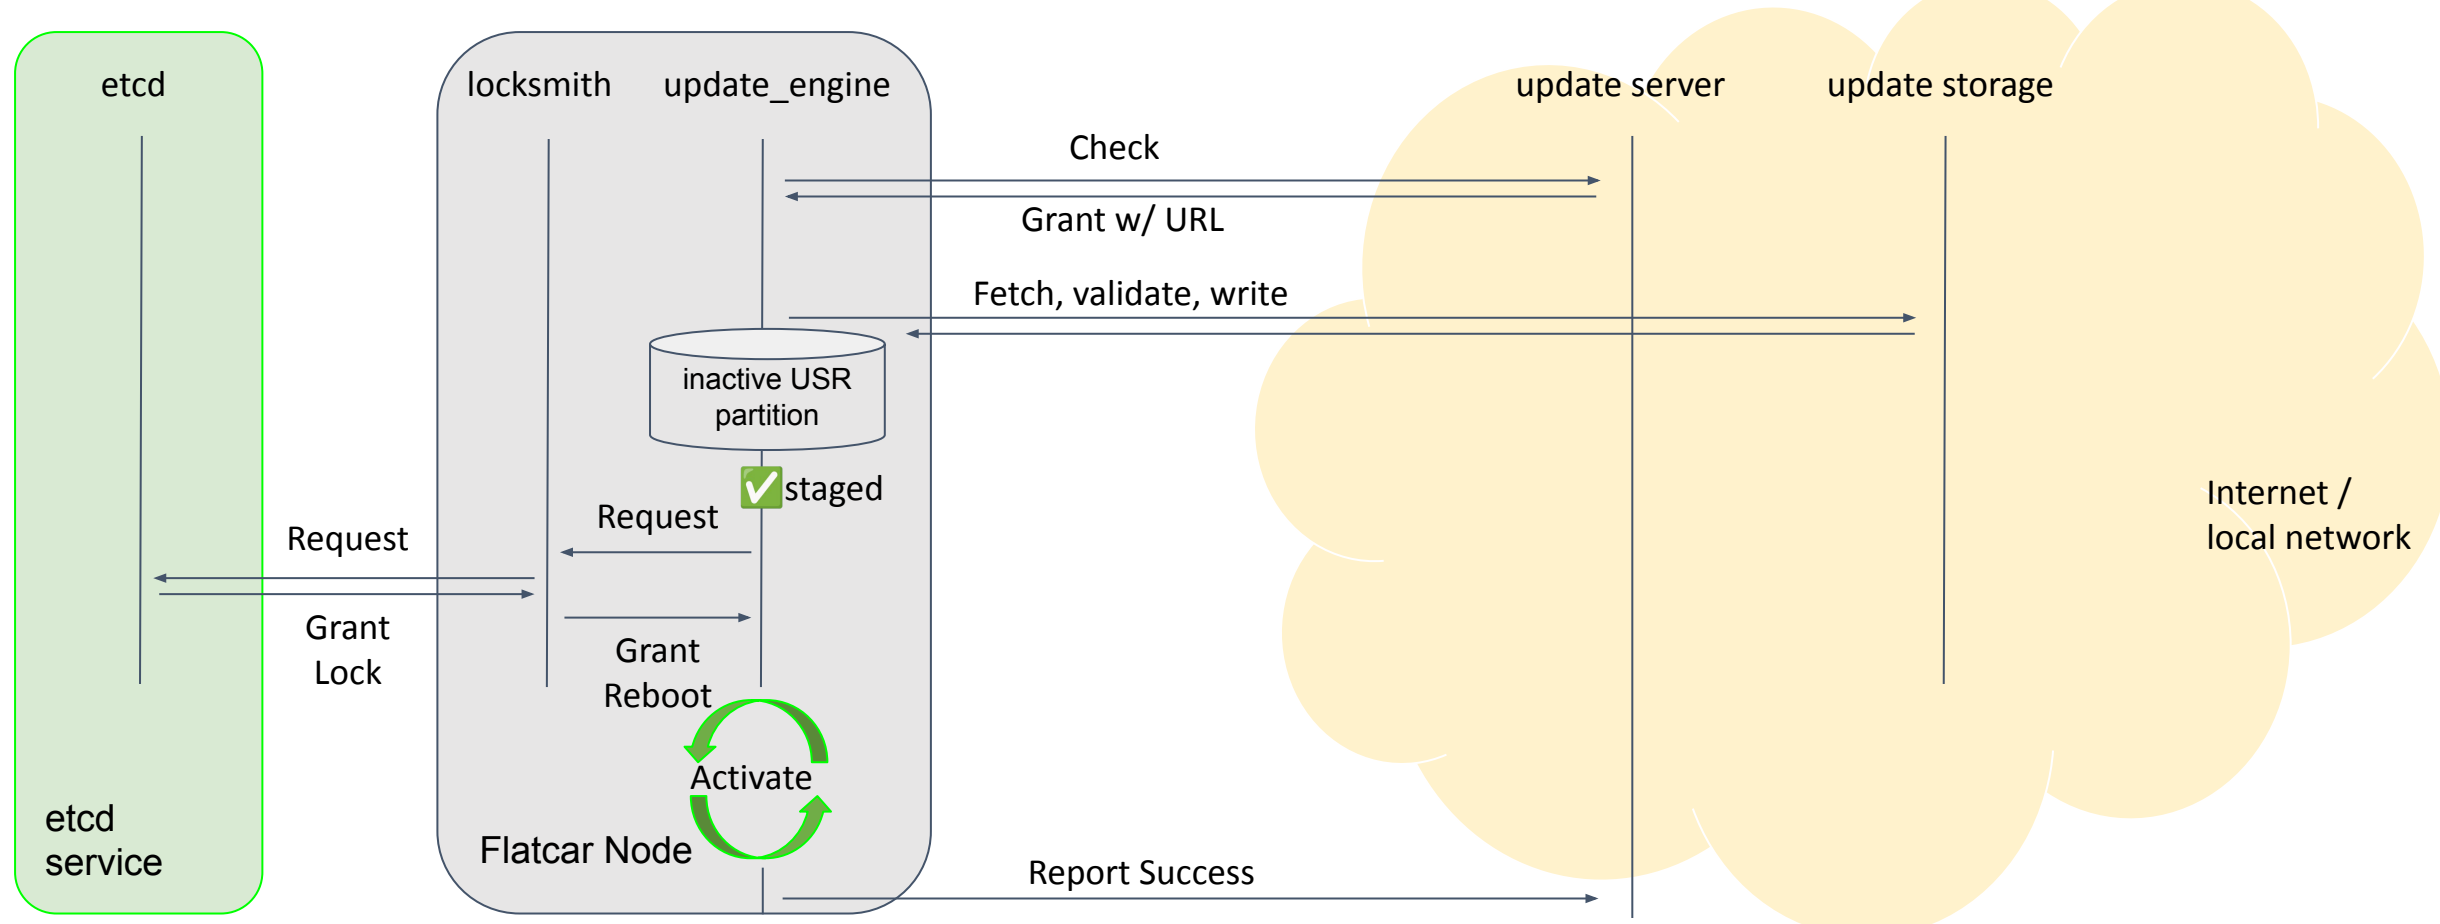 etcd
locksmith
update_engine
update server
update storage
Check
Grant w/ URL
Fetch, validate, write
inactive USR
partition
✅staged
Request
Request
Grant
Lock
Grant
Reboot
Activate
Internet /
local network
etcd
service
Flatcar Node
Report Success